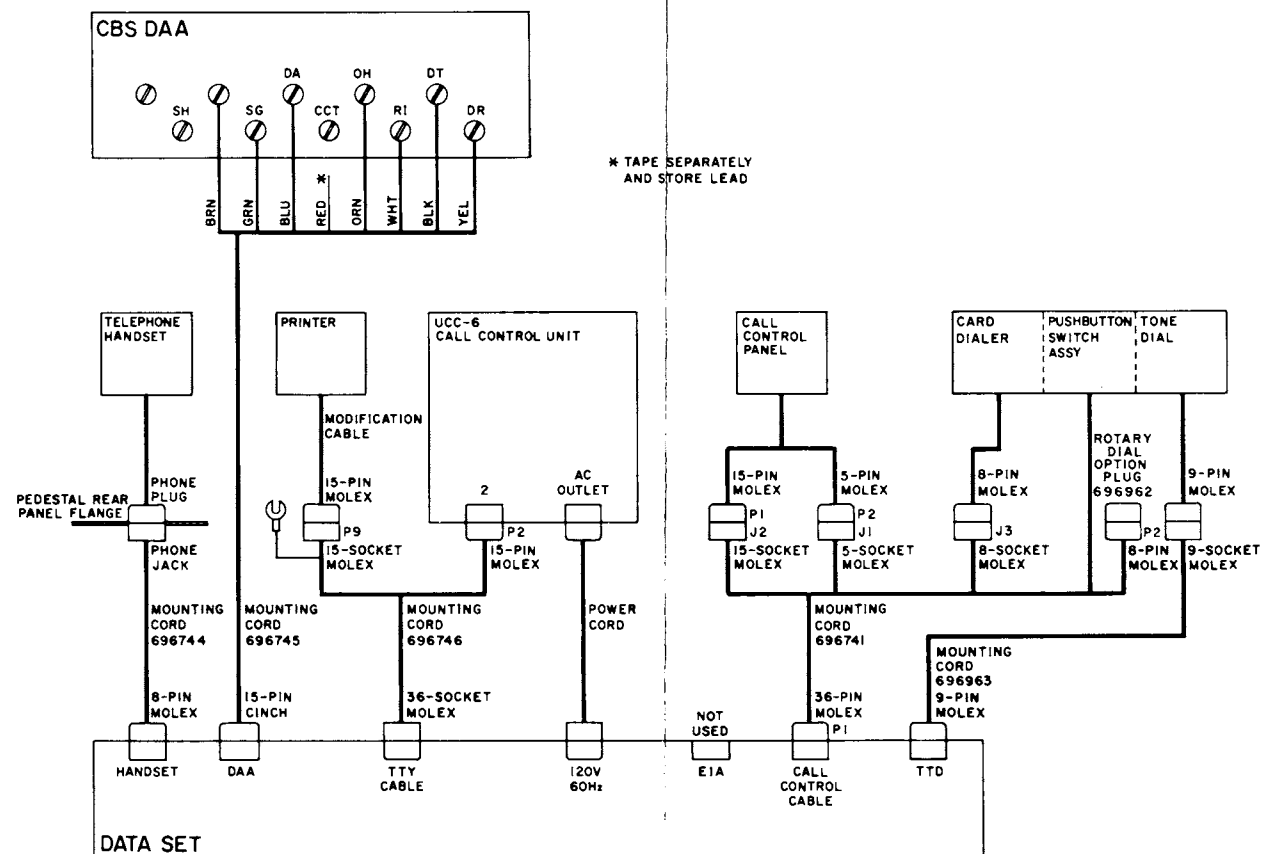 CBS DAA
DA
OH
DT
SH
SG
CCT
RI
DR
* TAPE SEPARATELY
AND STORE LEAD
*
BRN
GRN
BLU
RED
ORN
WHT
BLK
YEL
TELEPHONE
HANDSET
PRINTER
UCC-6
CALL CONTROL UNIT
CALL
CONTROL
PANEL
CARD
DIALER
PUSHBUTTON
SWITCH
ASSY
TONE
DIAL
MODIFICATION
CABLE
PHONE
PLUG
PEDESTAL REAR
PANEL FLANGE
PHONE
JACK
15-PIN
MOLEX
P9
15-SOCKET
MOLEX
2
P2
15-PIN
MOLEX
AC
OUTLET
15-PIN
MOLEX
P1
J2
15-SOCKET
MOLEX
5-PIN
MOLEX
P2
J1
5-SOCKET
MOLEX
8-PIN
MOLEX
J3
8-SOCKET
MOLEX
ROTARY
DIAL
OPTION
PLUG
696962
P2
8-PIN
MOLEX
9-PIN
MOLEX
9-SOCKET
MOLEX
MOUNTING
CORD
696744
MOUNTING
CORD
696745
MOUNTING
CORD
696746
POWER
CORD
MOUNTING
CORD
696741
MOUNTING
CORD
696963
8-PIN
MOLEX
15-PIN
CINCH
36-SOCKET
MOLEX
NOT
USED
36-PIN
MOLEX
P1
9-PIN
MOLEX
HANDSET
DAA
TTY
CABLE
120V
60Hz
E1A
CALL
CONTROL
CABLE
TTD
DATA SET